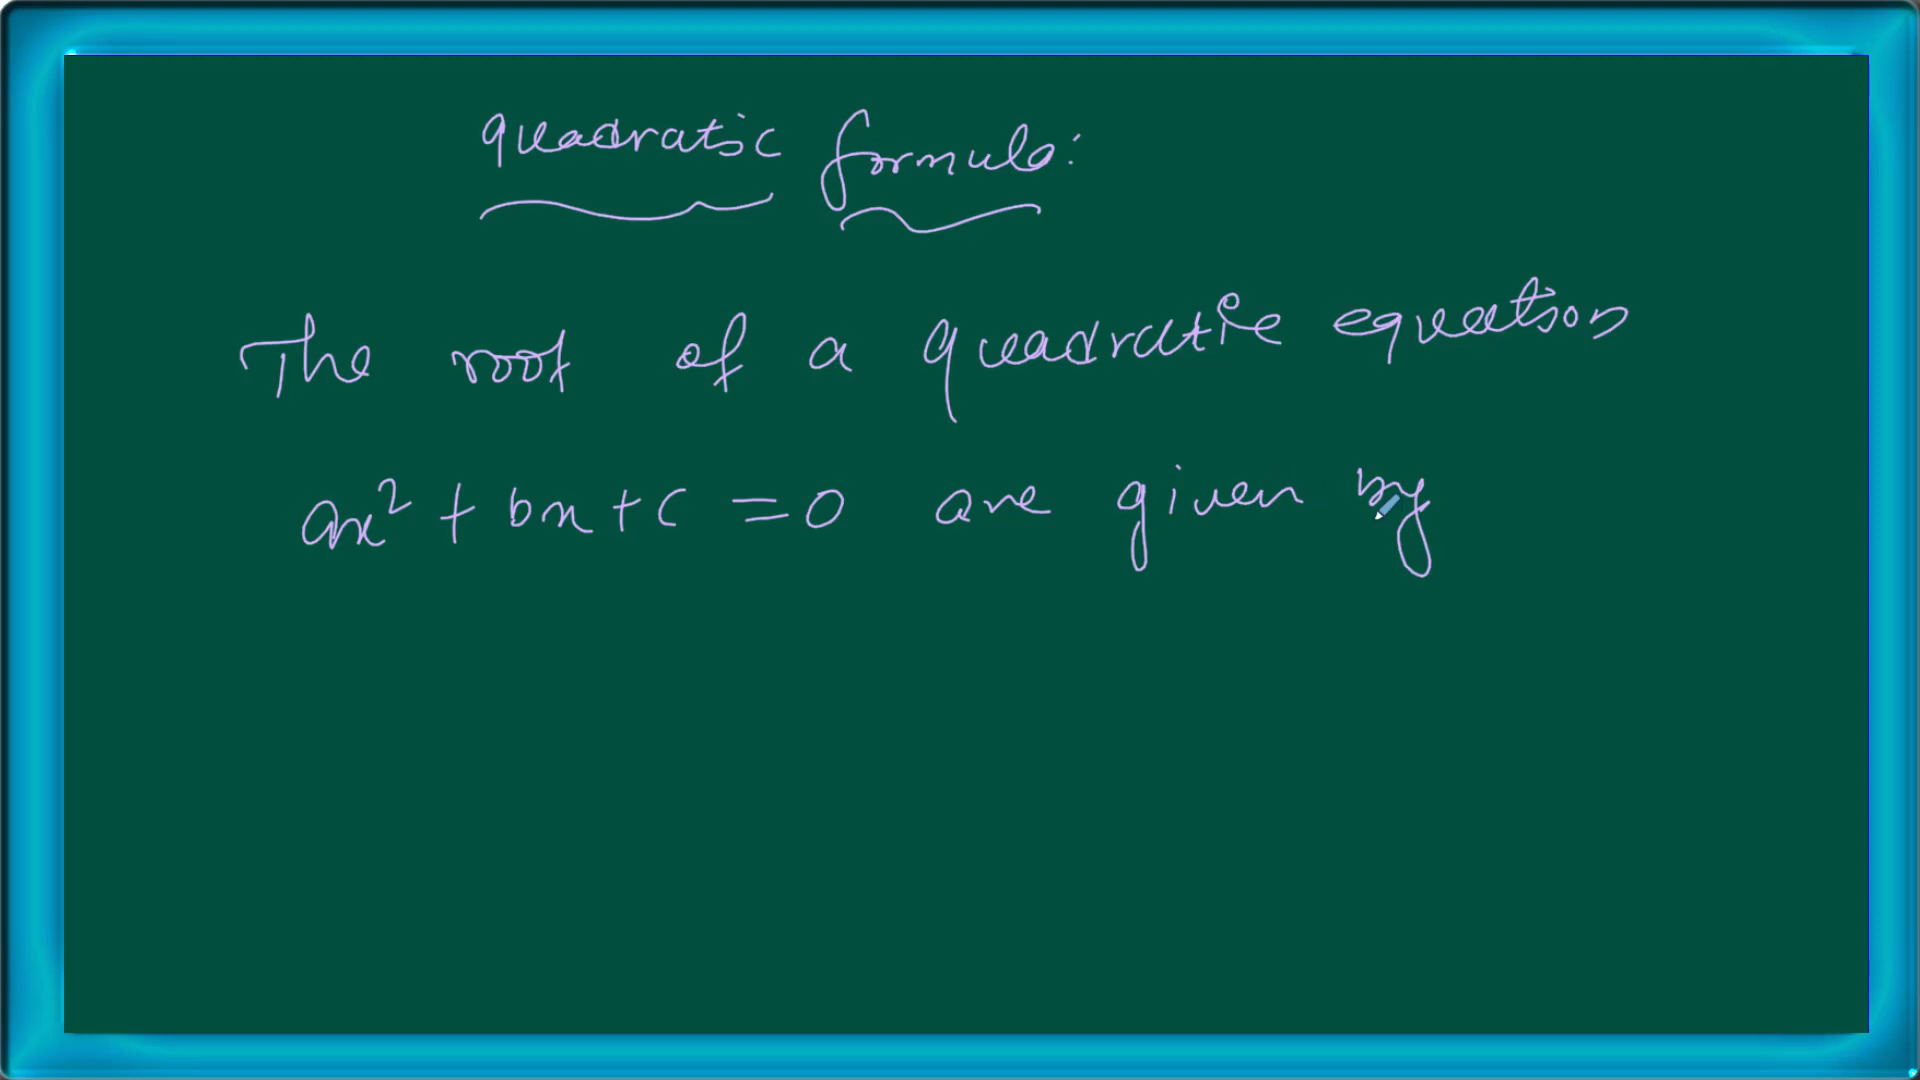 quadratic formula:
The root of a quadratic equation
ax² + bx + c = 0 are given by